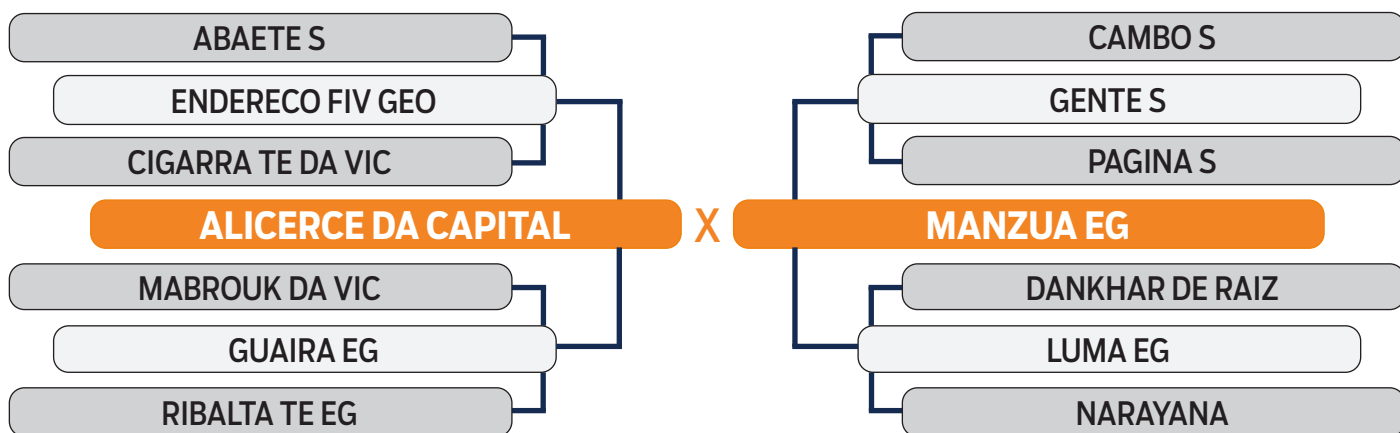 ABAETE S
ENDERECO FIV GEO
CIGARRA TE DA VIC
ALICERCE DA CAPITAL
MABROUK DA VIC
GUAIRA EG
RIBALTA TE EG
X
CAMBO S
GENTE S
PAGINA S
MANZUA EG
DANKHAR DE RAIZ
LUMA EG
NARAYANA